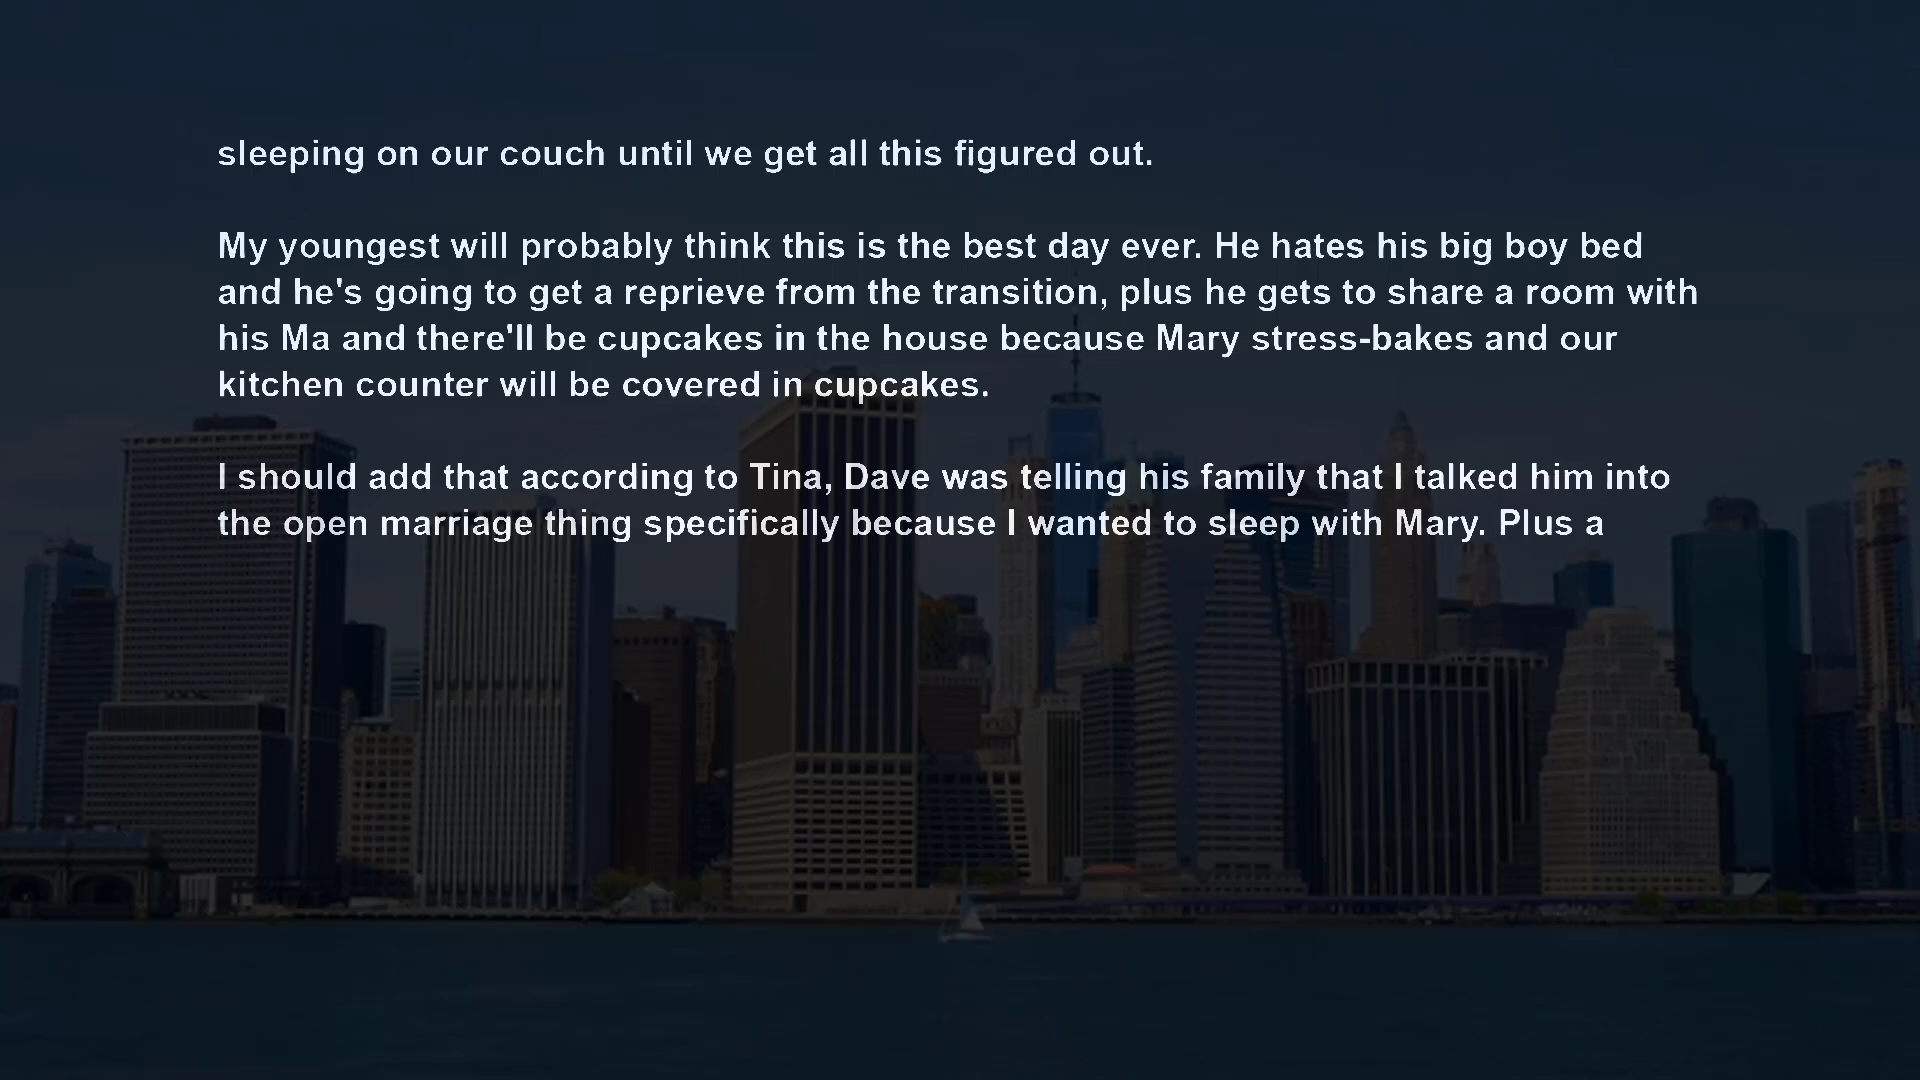 sleeping on our couch until we get all this figured out.
My youngest will probably think this is the best day ever. He hates his big boy bed
and he's going to get a reprieve from the transition, plus he gets to share a room with
his Ma and there'll be cupcakes in the house because Mary stress-bakes and our
kitchen counter will be covered in cupcakes.
I should add that according to Tina, Dave was telling his family that I talked him into
the open marriage thing specifically because I wanted to sleep with Mary. Plus a